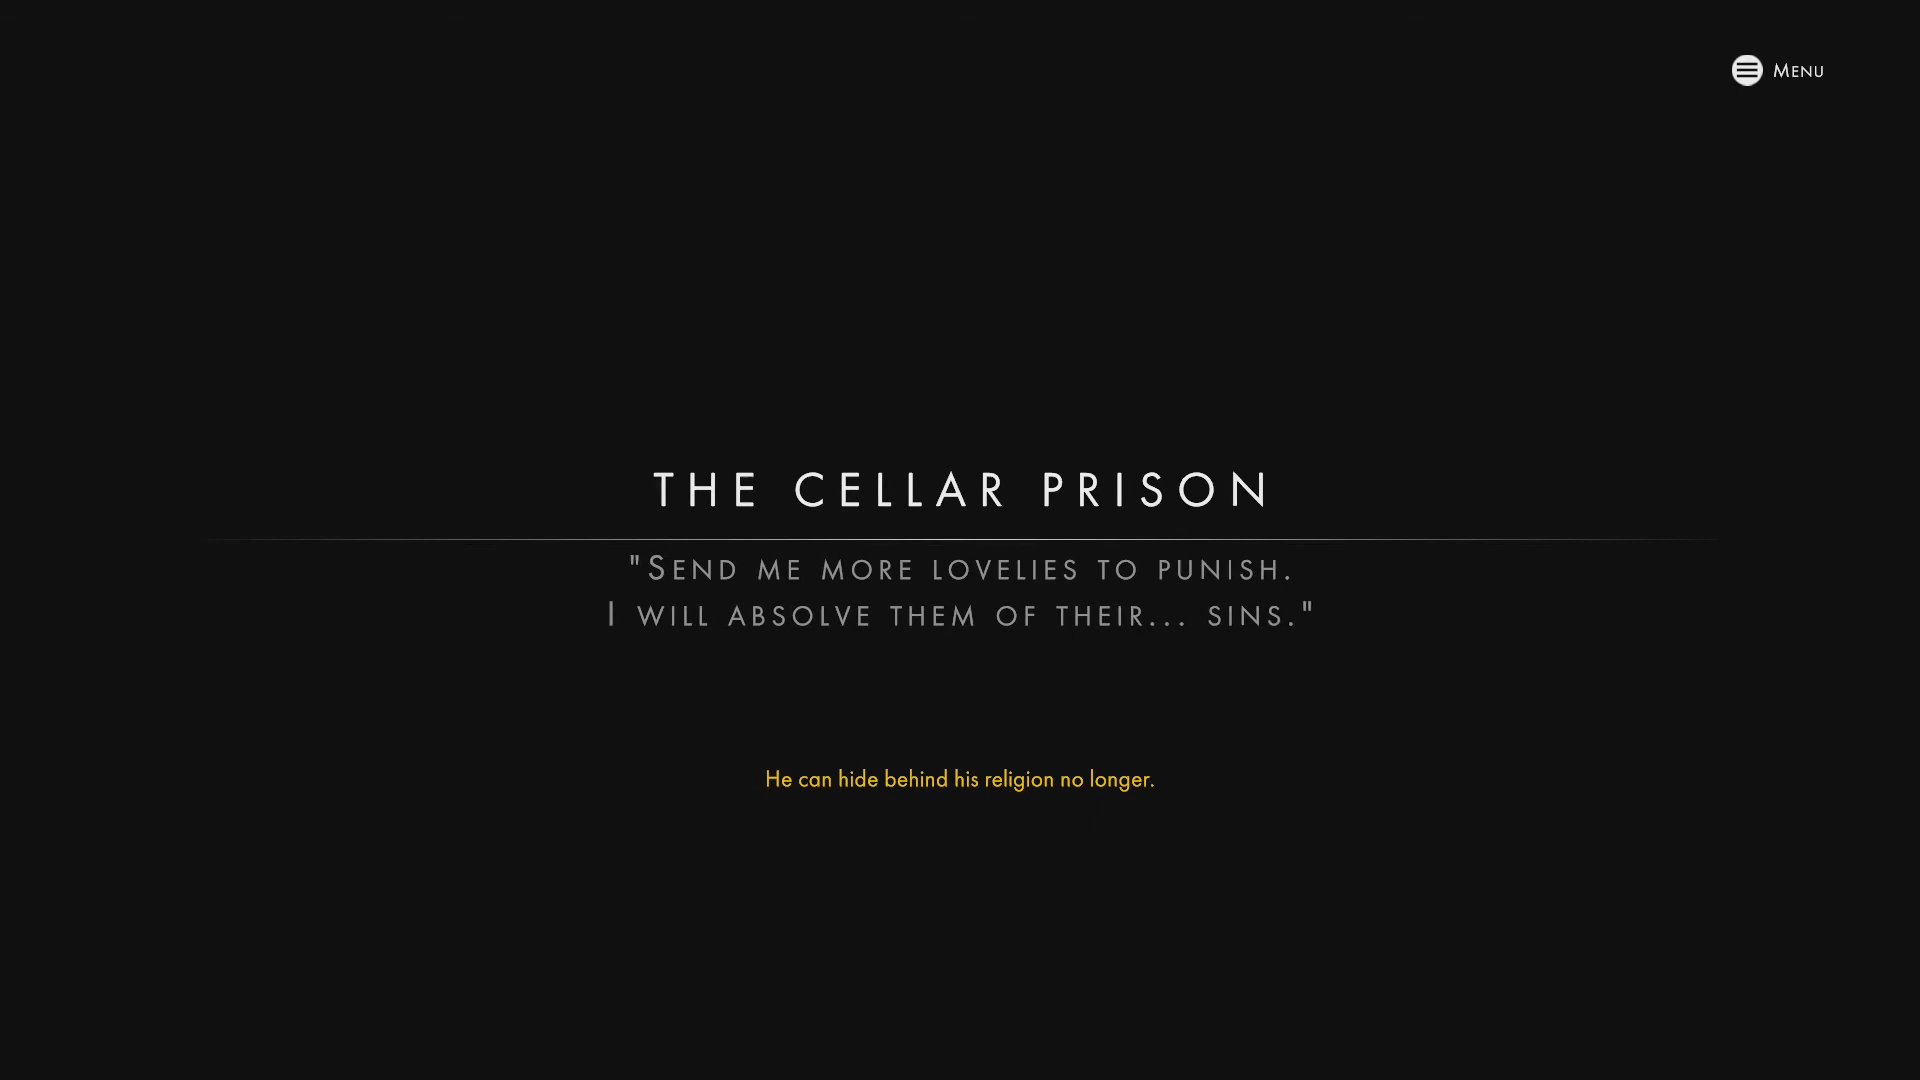 MENU
THE CELLAR PRISON
"SEND ME MORE LOVELIES TO PUNISH.
I WILL ABSOLVE THEM OF THEIR... SINS."
He can hide behind his religion no longer.